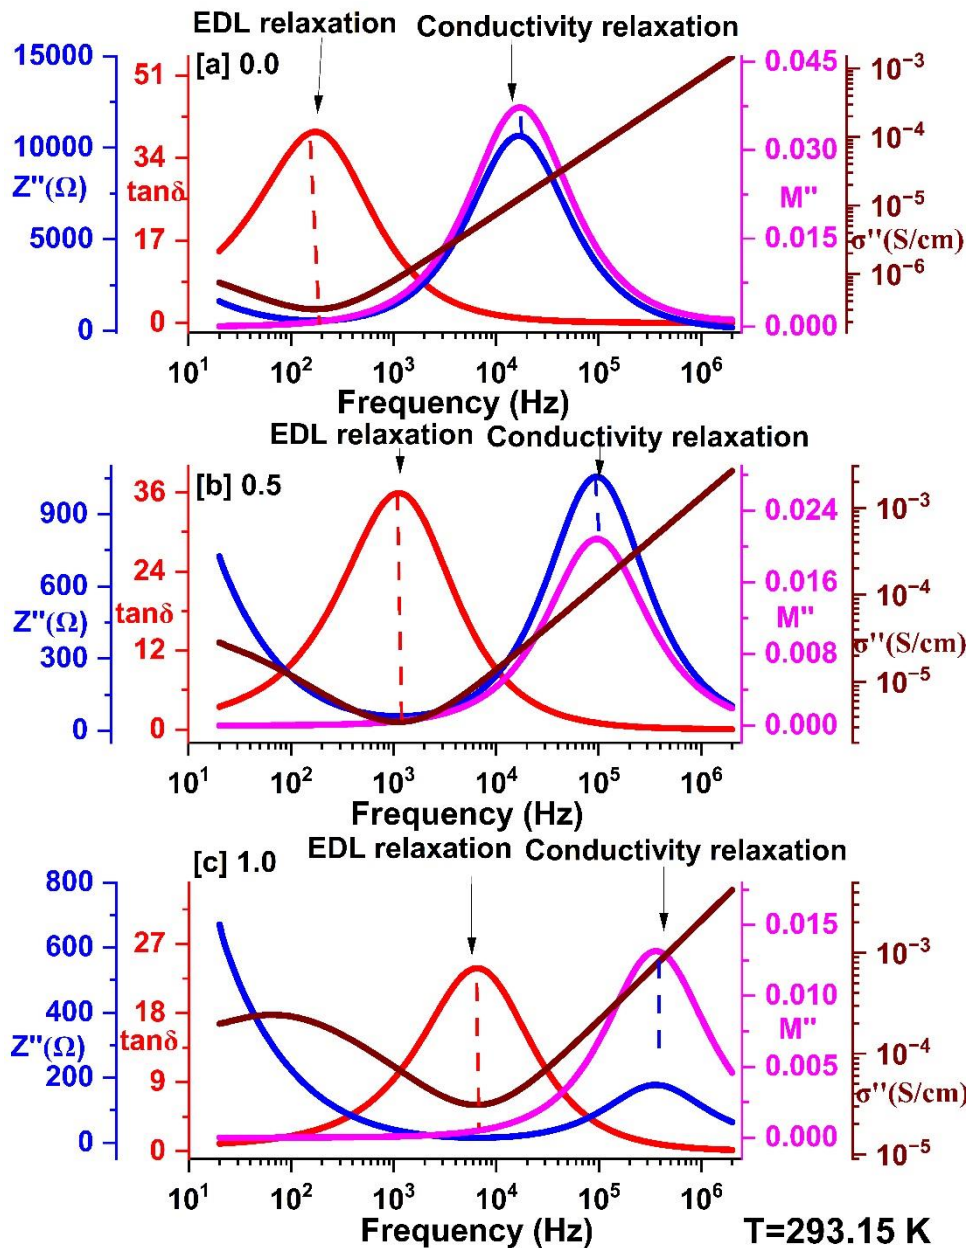 EDL relaxation
Conductivity relaxation
[a] 0.0
15000
10000
5000
0
Z''(Ω)
51
34
17
0
tanδ
0.045
0.030
0.015
0.000
M''
10⁻³
10⁻⁴
10⁻⁵
10⁻⁶
σ''(S/cm)
10¹ 10² 10³ 10⁴ 10⁵ 10⁶
Frequency (Hz)
EDL relaxation
Conductivity relaxation
[b] 0.5
900
600
300
0
Z''(Ω)
36
24
12
0
tanδ
0.024
0.016
0.008
0.000
M''
10⁻³
10⁻⁴
10⁻⁵
σ''(S/cm)
10¹ 10² 10³ 10⁴ 10⁵ 10⁶
Frequency (Hz)
EDL relaxation
Conductivity relaxation
[c] 1.0
800
600
400
200
0
Z''(Ω)
27
18
9
0
tanδ
0.015
0.010
0.005
0.000
M''
10⁻³
10⁻⁴
10⁻⁵
σ''(S/cm)
10¹ 10² 10³ 10⁴ 10⁵ 10⁶
Frequency (Hz)
T=293.15 K